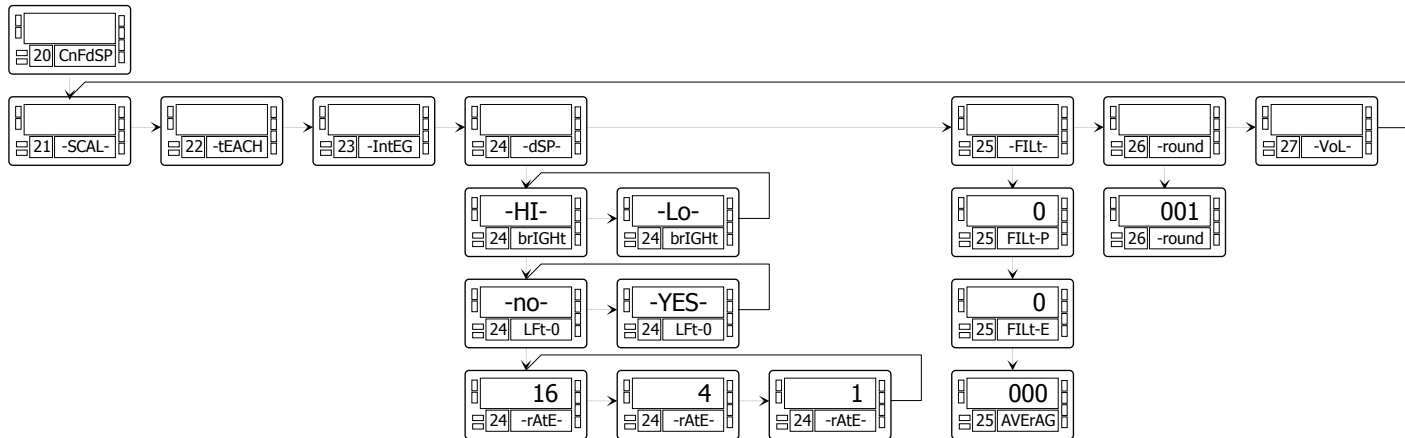 20 CnFdSP
21 -SCAL-
22 -tEACH
23 -IntEG
24 -dSP-
25 -FILt-
26 -round
27 -VoL-
-HI-
24 brIGHt
-Lo-
24 brIGHt
0
25 FILt-P
001
26 -round
-no-
24 LFt-0
-YES-
24 LFt-0
0
25 FILt-E
16
24 -rAtE-
4
24 -rAtE-
1
24 -rAtE-
000
25 AVErAG